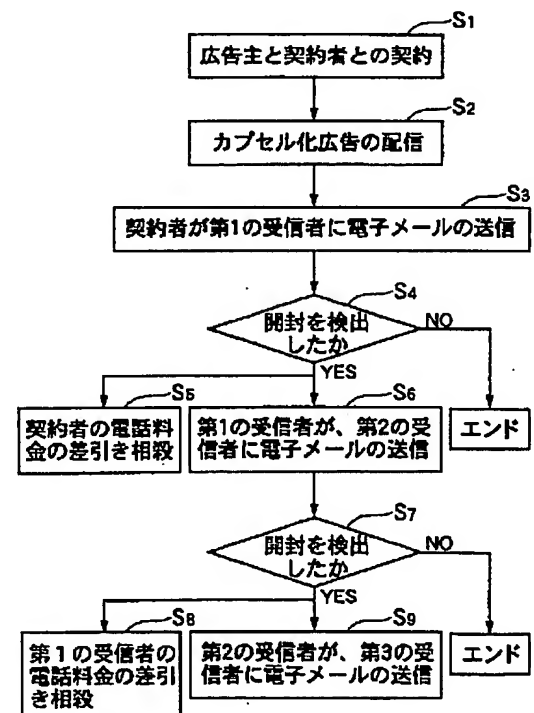 S1
広告主と契約者との契約
S2
カプセル化広告の配信
S3
契約者が第1の受信者に電子メールの送信
S4
開封を検出
したか
NO
YES
S5
契約者の電話料
金の差引き相殺
S6
第1の受信者が、第2の受
信者に電子メールの送信
エンド
S7
開封を検出
したか
NO
YES
S8
第1の受信者の
電話料金の差引
き相殺
S9
第2の受信者が、第3の受
信者に電子メールの送信
エンド